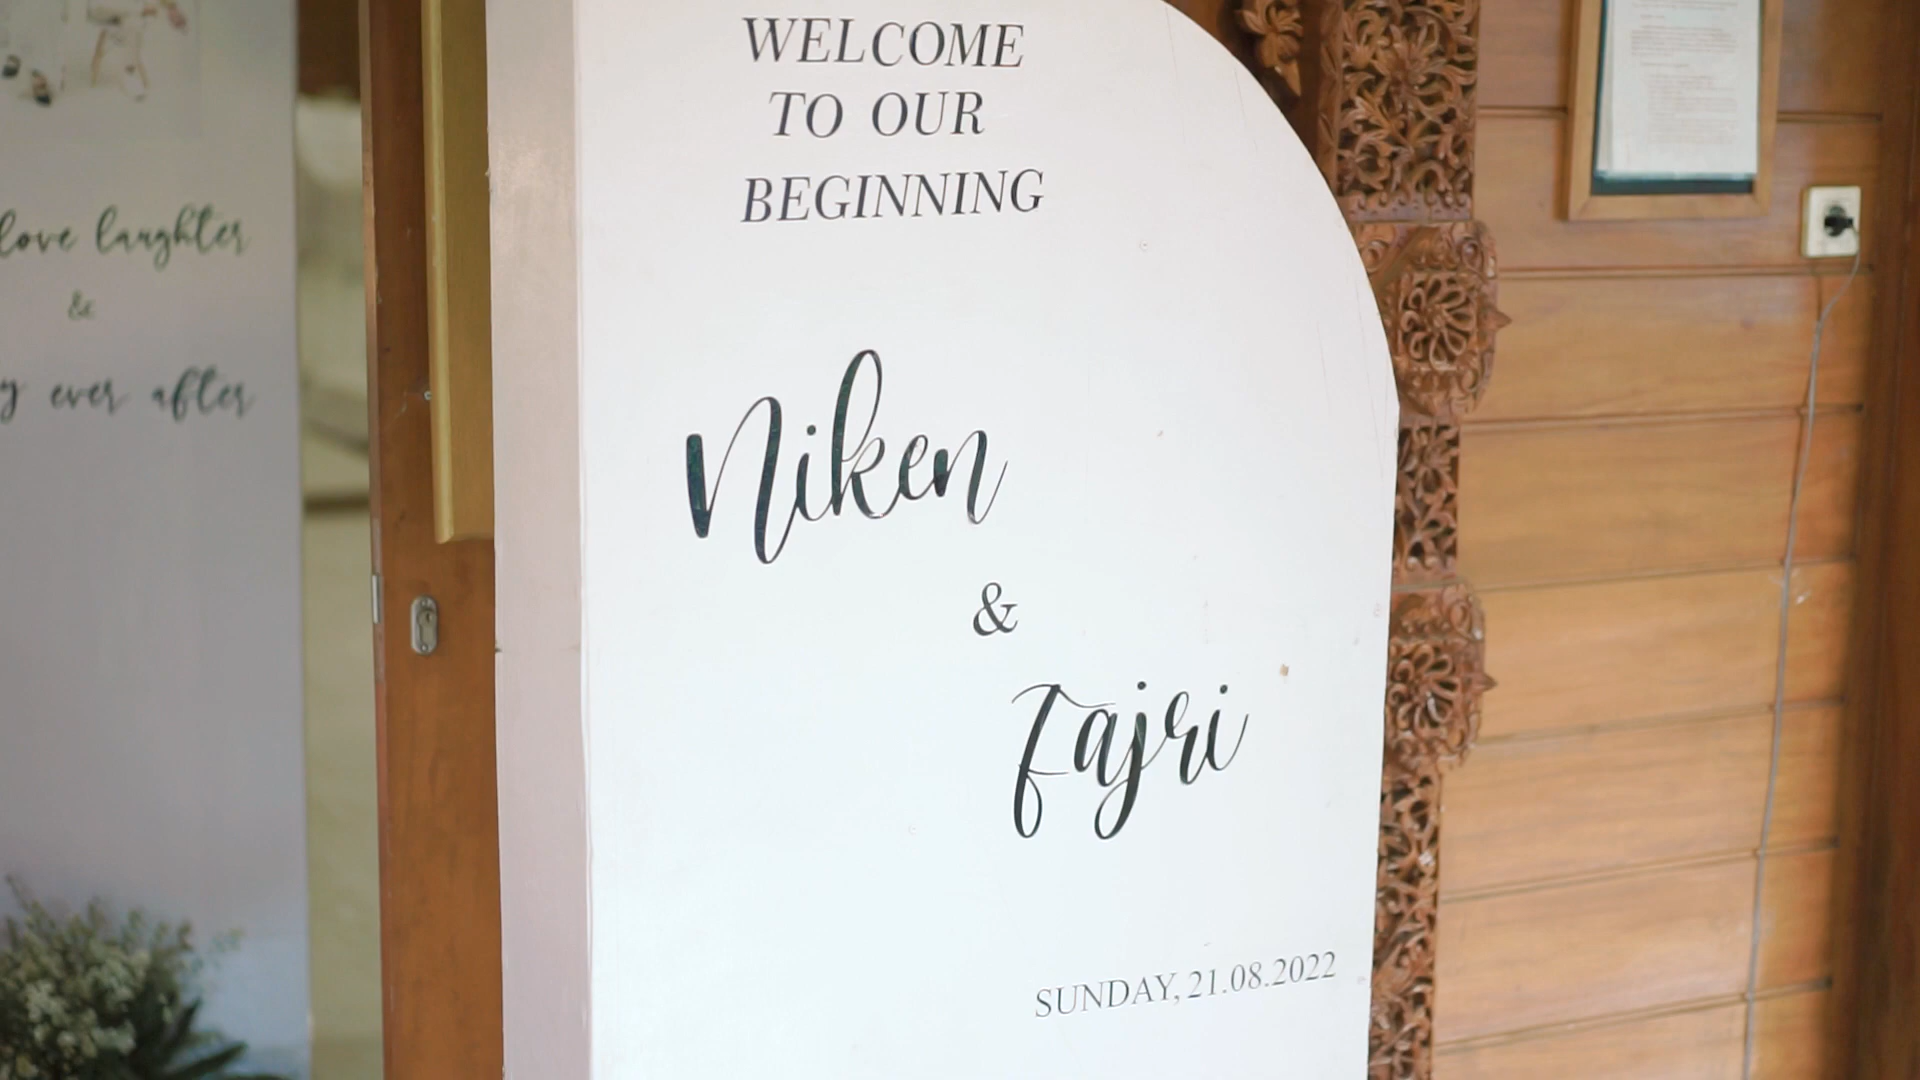 WELCOME
TO OUR
BEGINNING
Niken
&
Fajri
SUNDAY, 21.08.2022
love laughter
&
ever after